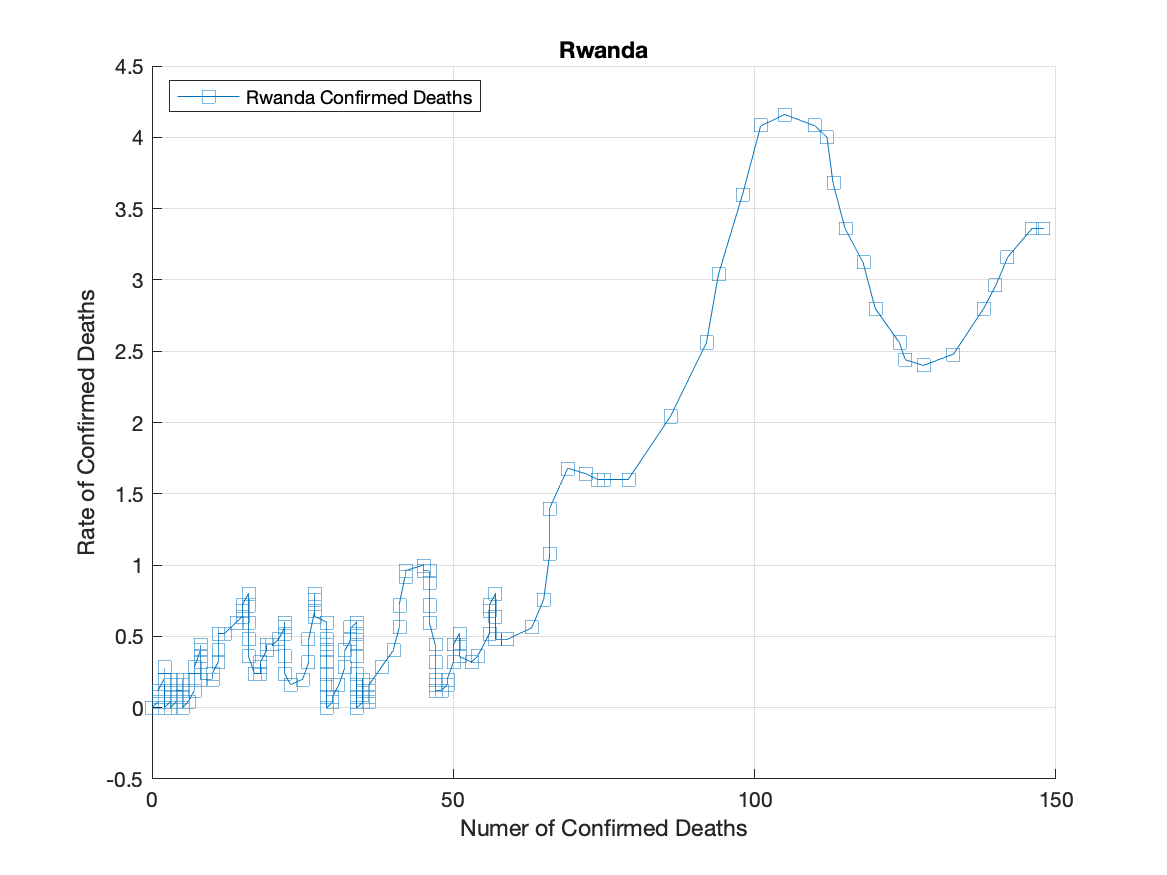 Rwanda
Rwanda Confirmed Deaths
4.5
4
3.5
3
2.5
2
1.5
1
0.5
0
-0.5
Rate of Confirmed Deaths
0 50 100 150
Numer of Confirmed Deaths